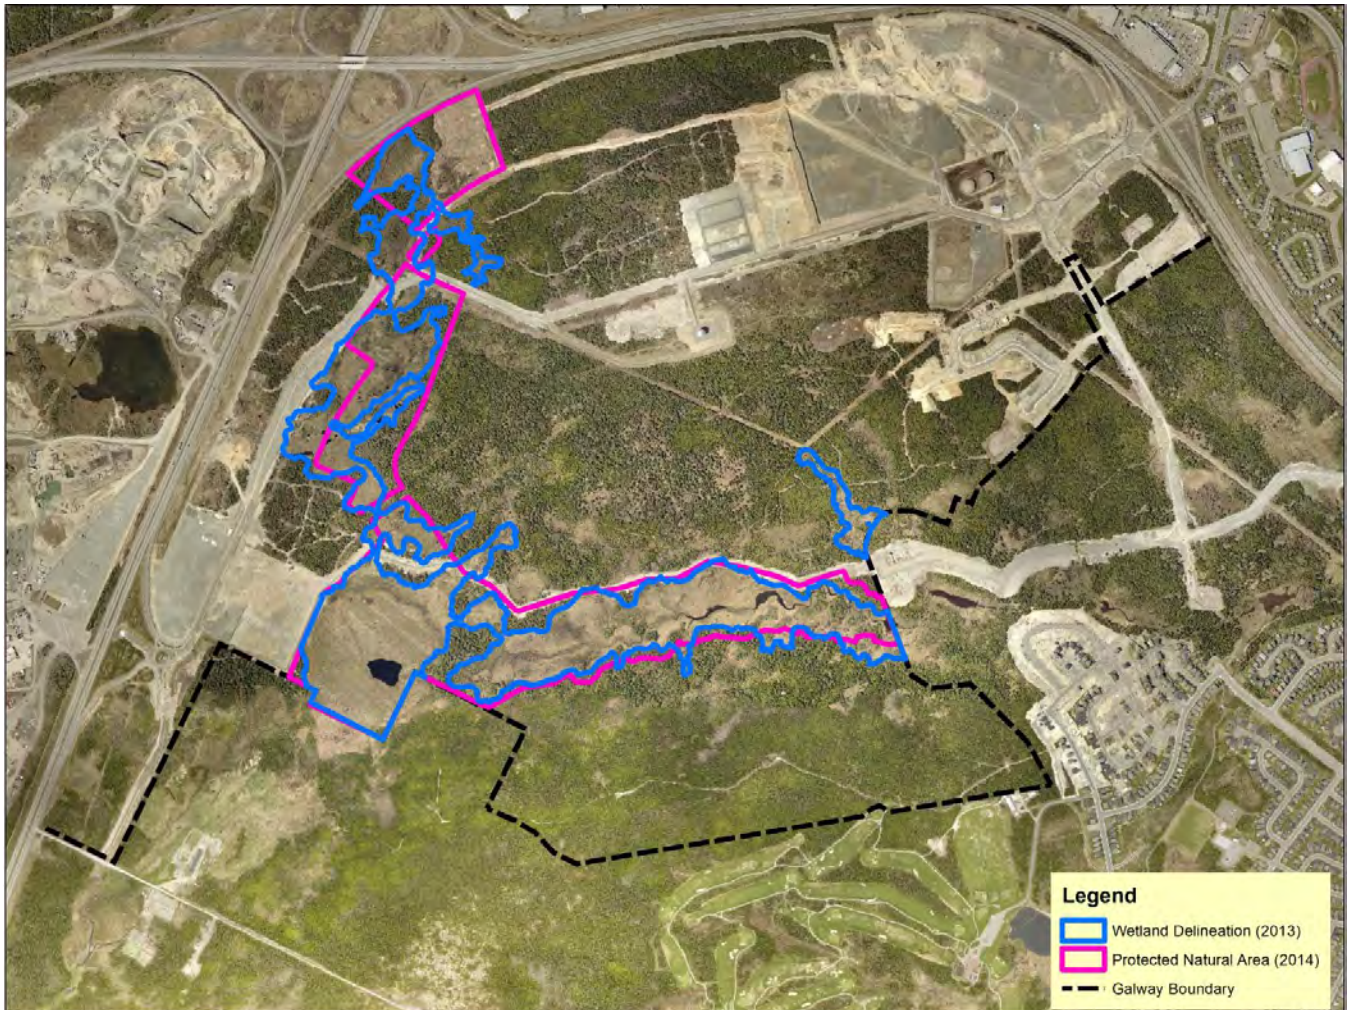 Legend
Wetland Delineation (2013)
Protected Natural Area (2014)
Galway Boundary